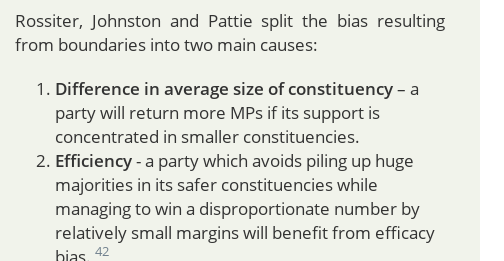 Rossiter, Johnston and Pattie split the bias resulting
from boundaries into two main causes:
1. Difference in average size of constituency – a
party will return more MPs if its support is
concentrated in smaller constituencies.
2. Efficiency - a party which avoids piling up huge
majorities in its safer constituencies while
managing to win a disproportionate number by
relatively small margins will benefit from efficacy
bias. 42